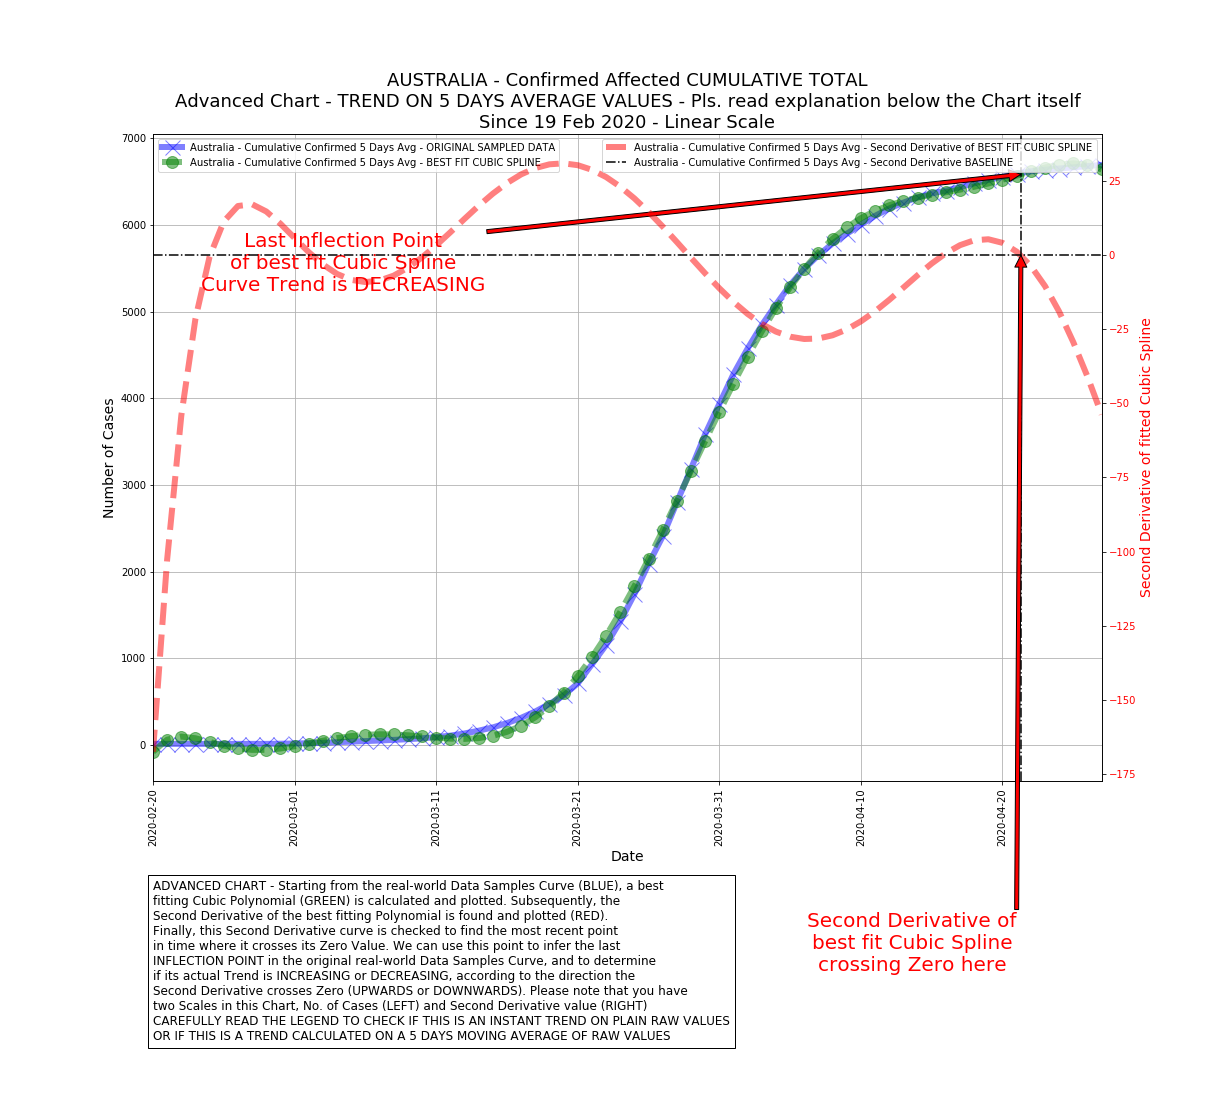 AUSTRALIA - Confirmed Affected CUMULATIVE TOTAL
Advanced Chart - TREND ON 5 DAYS AVERAGE VALUES - Pls. read explanation below the Chart itself
Since 19 Feb 2020 - Linear Scale
Australia - Cumulative Confirmed 5 Days Avg - ORIGINAL SAMPLED DATA
Australia - Cumulative Confirmed 5 Days Avg - BEST FIT CUBIC SPLINE
Australia - Cumulative Confirmed 5 Days Avg - Second Derivative of BEST FIT CUBIC SPLINE
Australia - Cumulative Confirmed 5 Days Avg - Second Derivative BASELINE
Last Inflection Point
of best fit Cubic Spline
Curve Trend is DECREASING
Number of Cases
7000
6000
5000
4000
3000
2000
1000
0
25
0
−25
−50
−75
−100
−125
−150
−175
Second Derivative of fitted Cubic Spline
2020-02-20
2020-03-01
2020-03-11
2020-03-21
2020-03-31
2020-04-10
2020-04-20
Date
ADVANCED CHART - Starting from the real-world Data Samples Curve (BLUE), a best
fitting Cubic Polynomial (GREEN) is calculated and plotted. Subsequently, the
Second Derivative of the best fitting Polynomial is found and plotted (RED).
Finally, this Second Derivative curve is checked to find the most recent point
in time where it crosses its Zero Value. We can use this point to infer the last
INFLECTION POINT in the original real-world Data Samples Curve, and to determine
if its actual Trend is INCREASING or DECREASING, according to the direction the
Second Derivative crosses Zero (UPWARDS or DOWNWARDS). Please note that you have
two Scales in this Chart, No. of Cases (LEFT) and Second Derivative value (RIGHT)
CAREFULLY READ THE LEGEND TO CHECK IF THIS IS AN INSTANT TREND ON PLAIN RAW VALUES
OR IF THIS IS A TREND CALCULATED ON A 5 DAYS MOVING AVERAGE OF RAW VALUES
Second Derivative of
best fit Cubic Spline
crossing Zero here